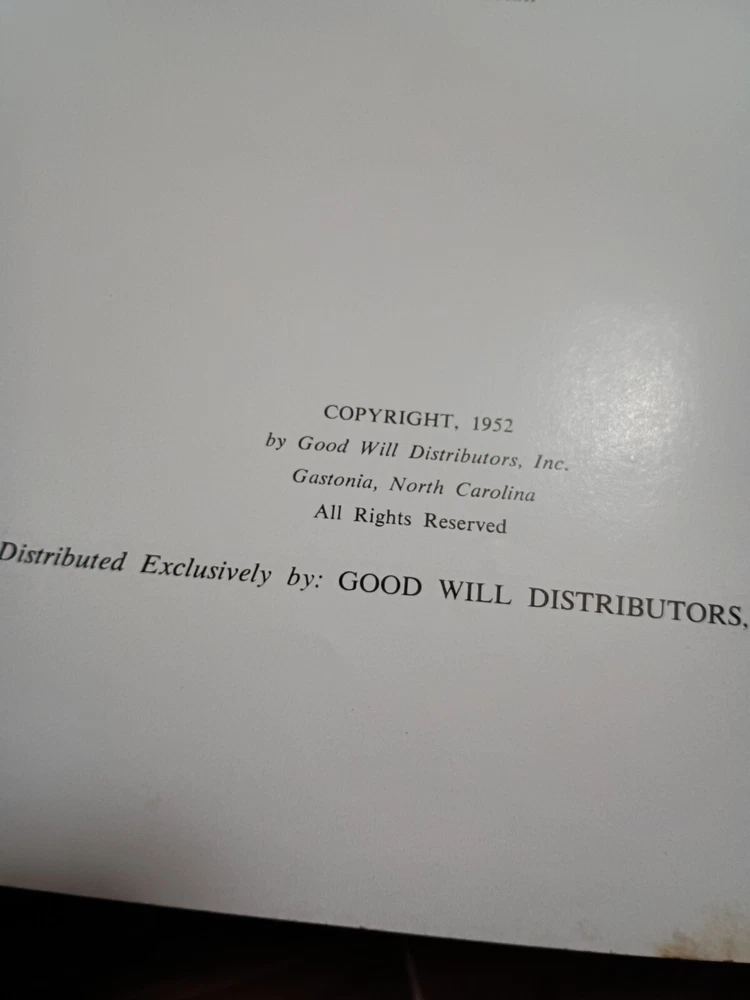 COPYRIGHT, 1952
by Good Will Distributors, Inc.
Gastonia, North Carolina
All Rights Reserved
Distributed Exclusively by: GOOD WILL DISTRIBUTORS,